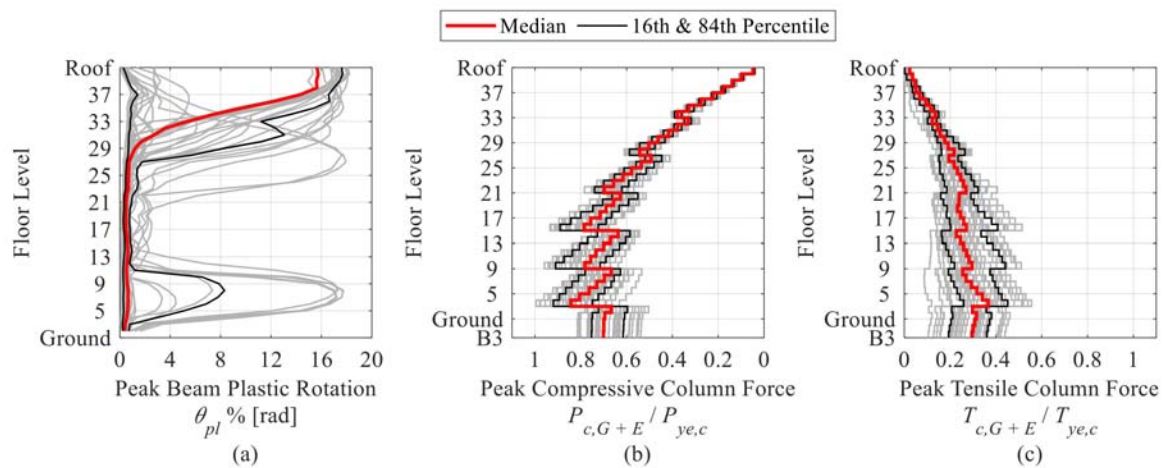 Median 16th & 84th Percentile
Roof
37
33
29
25
21
17
13
9
5
Ground
Floor Level
0 4 8 12 16 20
Peak Beam Plastic Rotation
θpl % [rad]
(a)
Roof
37
33
29
25
21
17
13
9
5
Ground
B3
Floor Level
1 0.8 0.6 0.4 0.2 0
Peak Compressive Column Force
Pc,G + E / Pye,c
(b)
Roof
37
33
29
25
21
17
13
9
5
Ground
B3
Floor Level
0 0.2 0.4 0.6 0.8 1
Peak Tensile Column Force
Tc,G + E / Tye,c
(c)